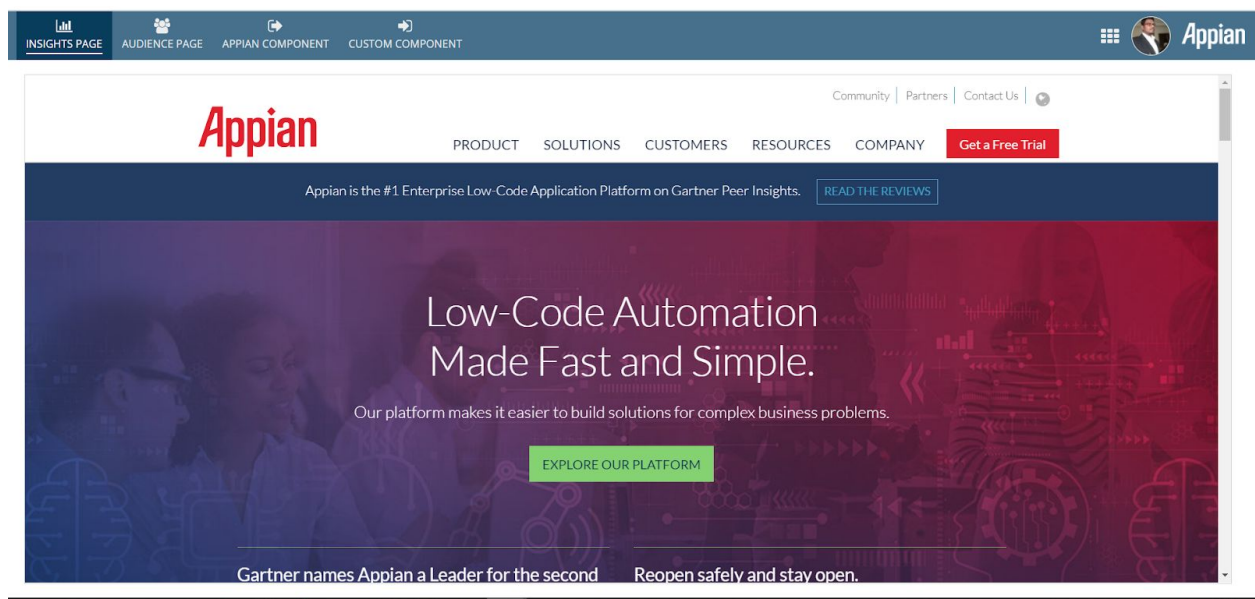 INSIGHTS PAGE AUDIENCE PAGE APPIAN COMPONENT CUSTOM COMPONENT
Appian
Community Partners Contact Us
Appian
PRODUCT SOLUTIONS CUSTOMERS RESOURCES COMPANY Get a Free Trial
Appian is the #1 Enterprise Low-Code Application Platform on Gartner Peer Insights. READ THE REVIEWS
Low-Code Automation
Made Fast and Simple.
Our platform makes it easier to build solutions for complex business problems.
EXPLORE OUR PLATFORM
Gartner names Appian a Leader for the second Reopen safely and stay open.